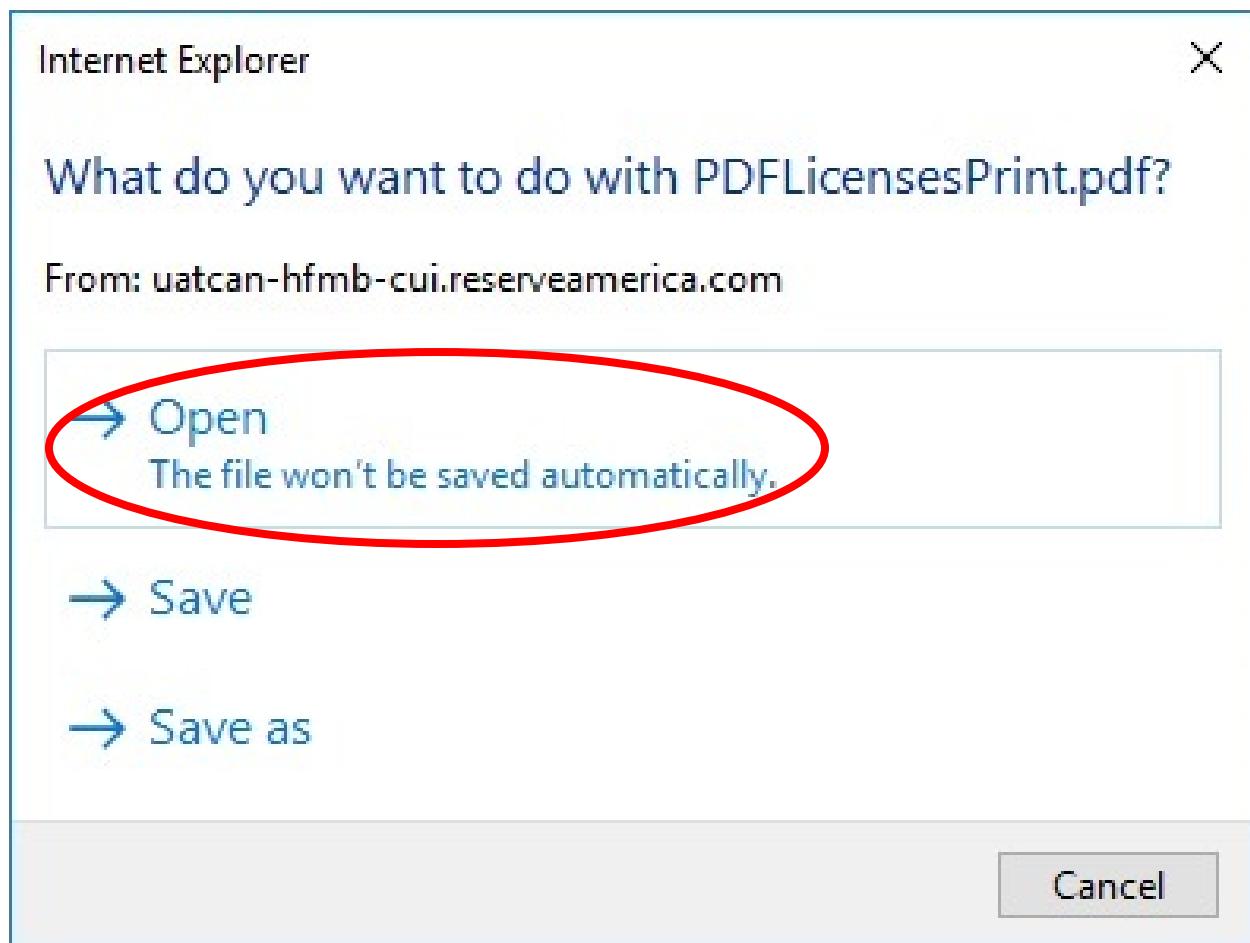 Internet Explorer
What do you want to do with PDFLicensesPrint.pdf?
From: uatcan-hfmb-cui.reserveamerica.com
Open
The file won't be saved automatically.
Save
Save as
Cancel